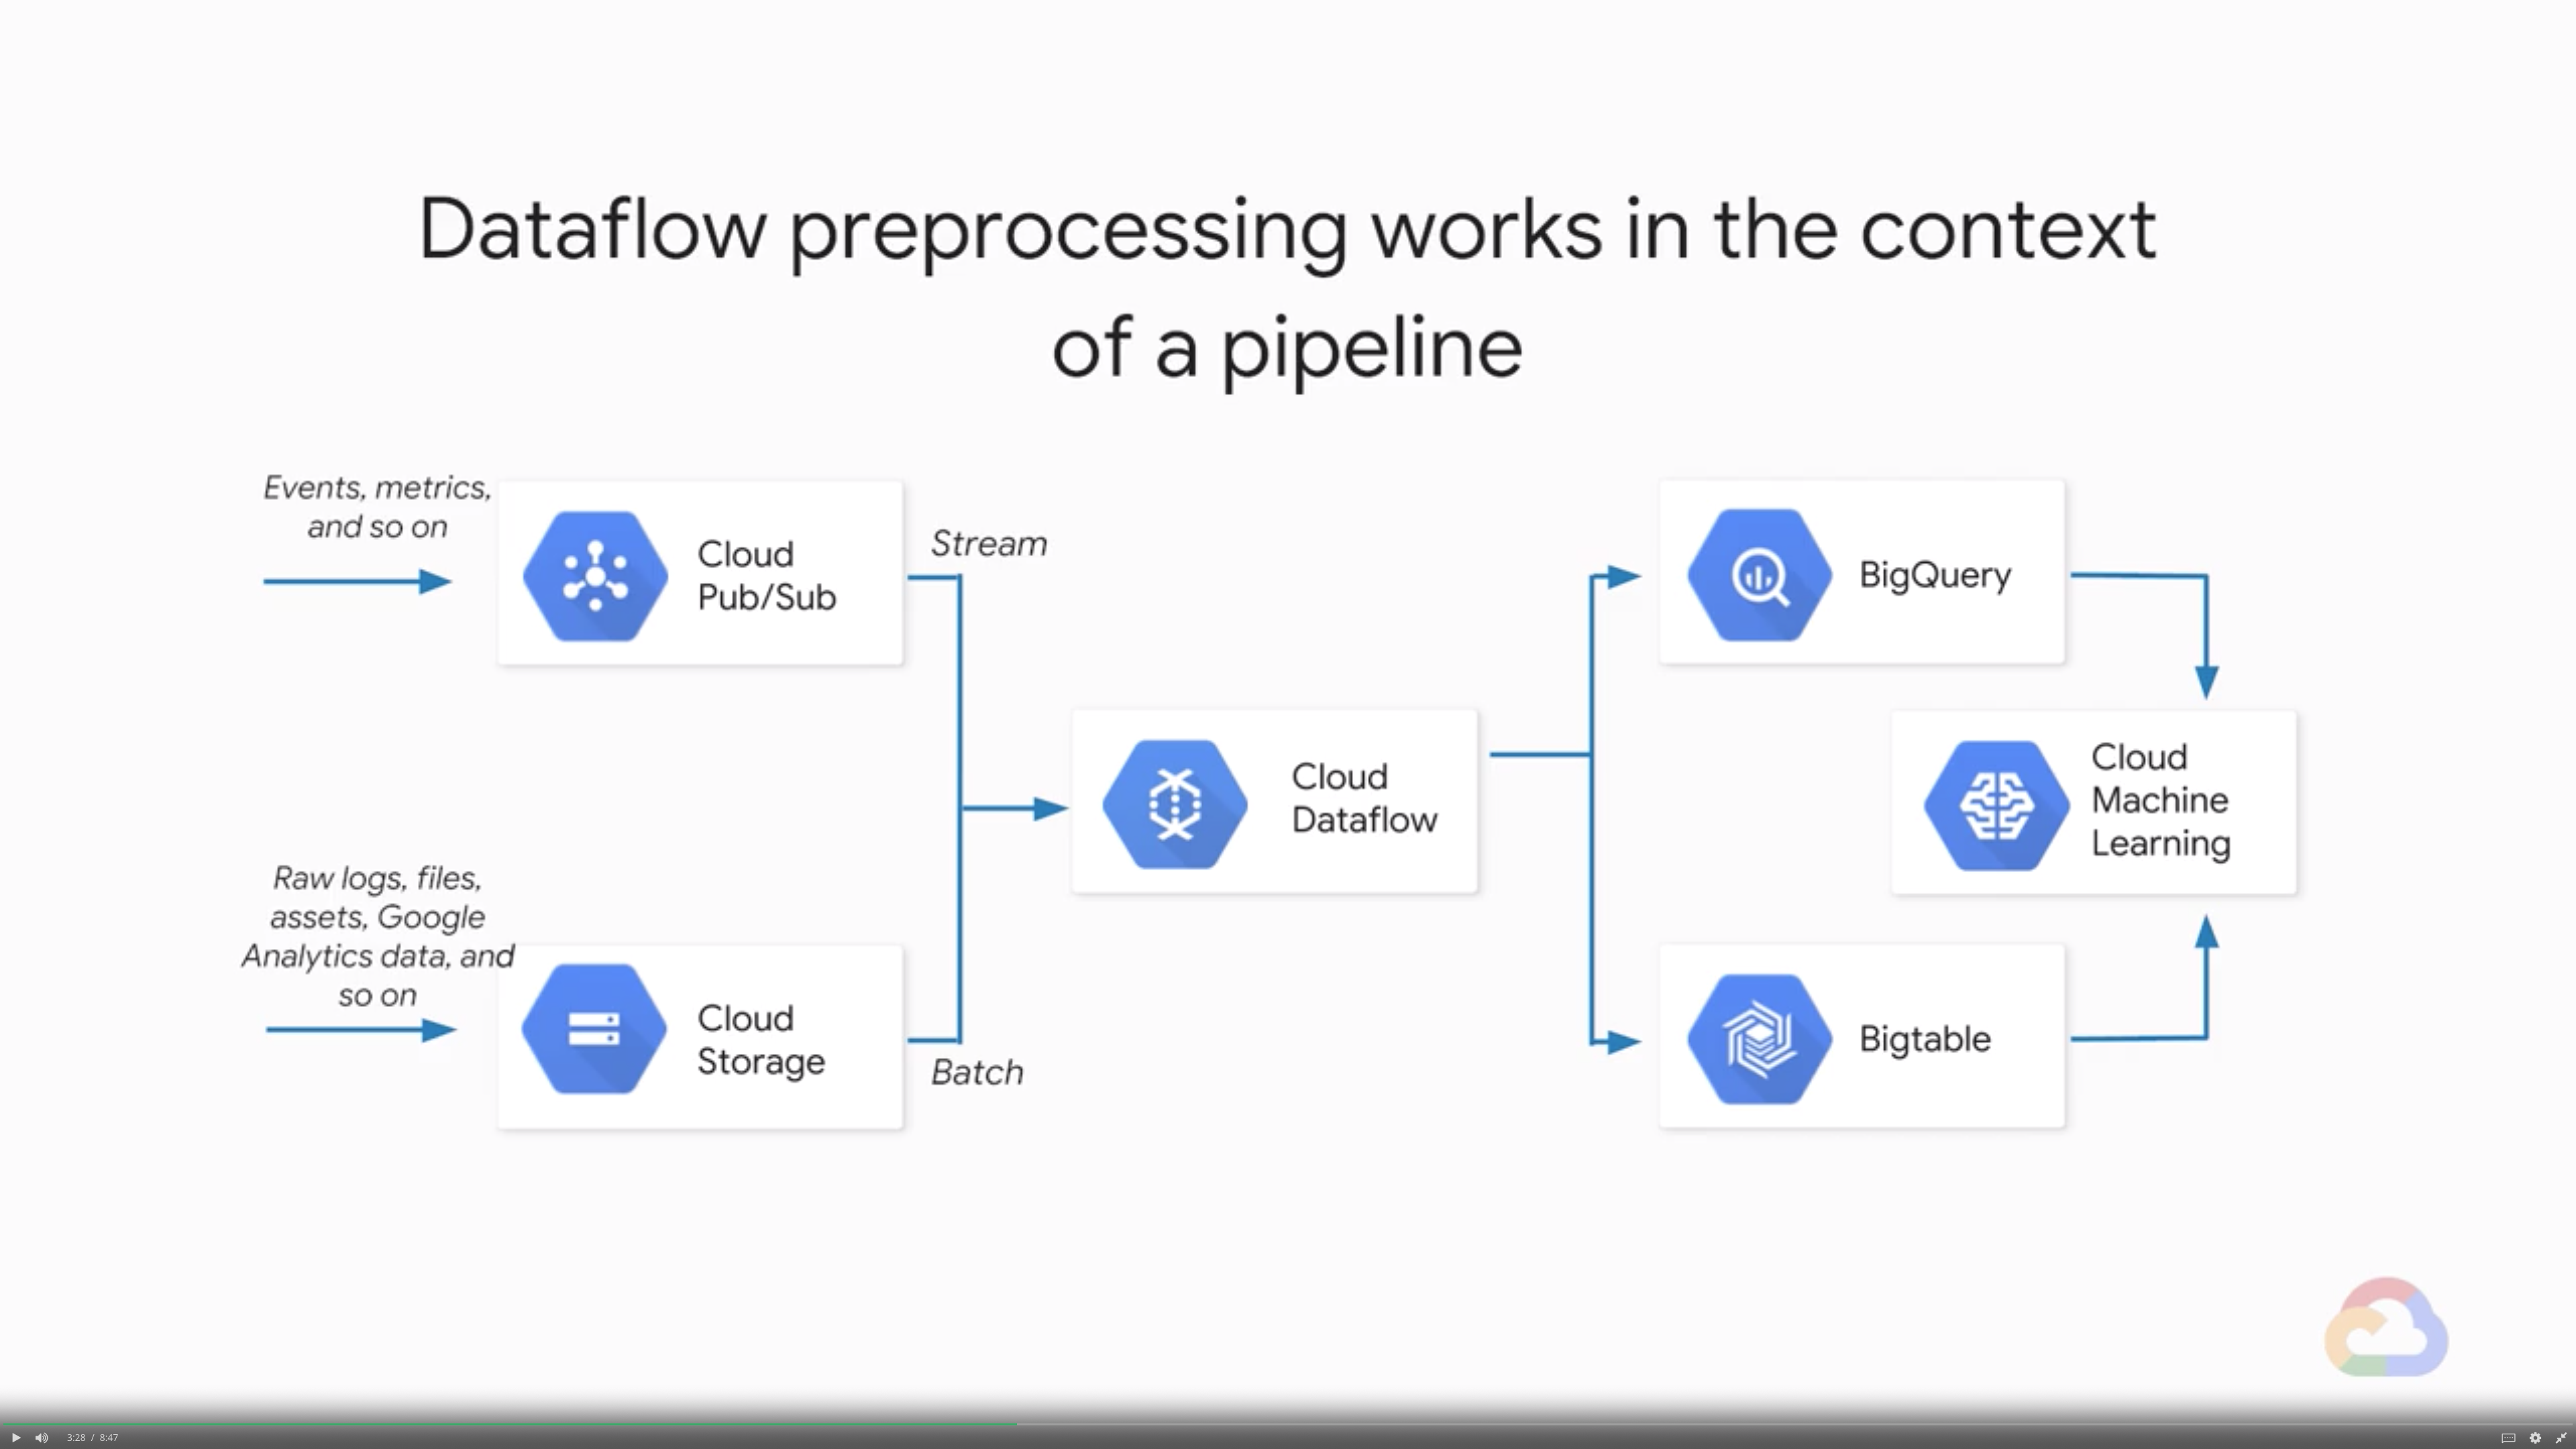 Dataflow preprocessing works in the context
of a pipeline
Events, metrics,
and so on
Cloud
Pub/Sub
Stream
Raw logs, files,
assets, Google
Analytics data, and
so on
Cloud
Storage
Batch
Cloud
Dataflow
BigQuery
Cloud
Machine
Learning
Bigtable
3:28 / 8:47